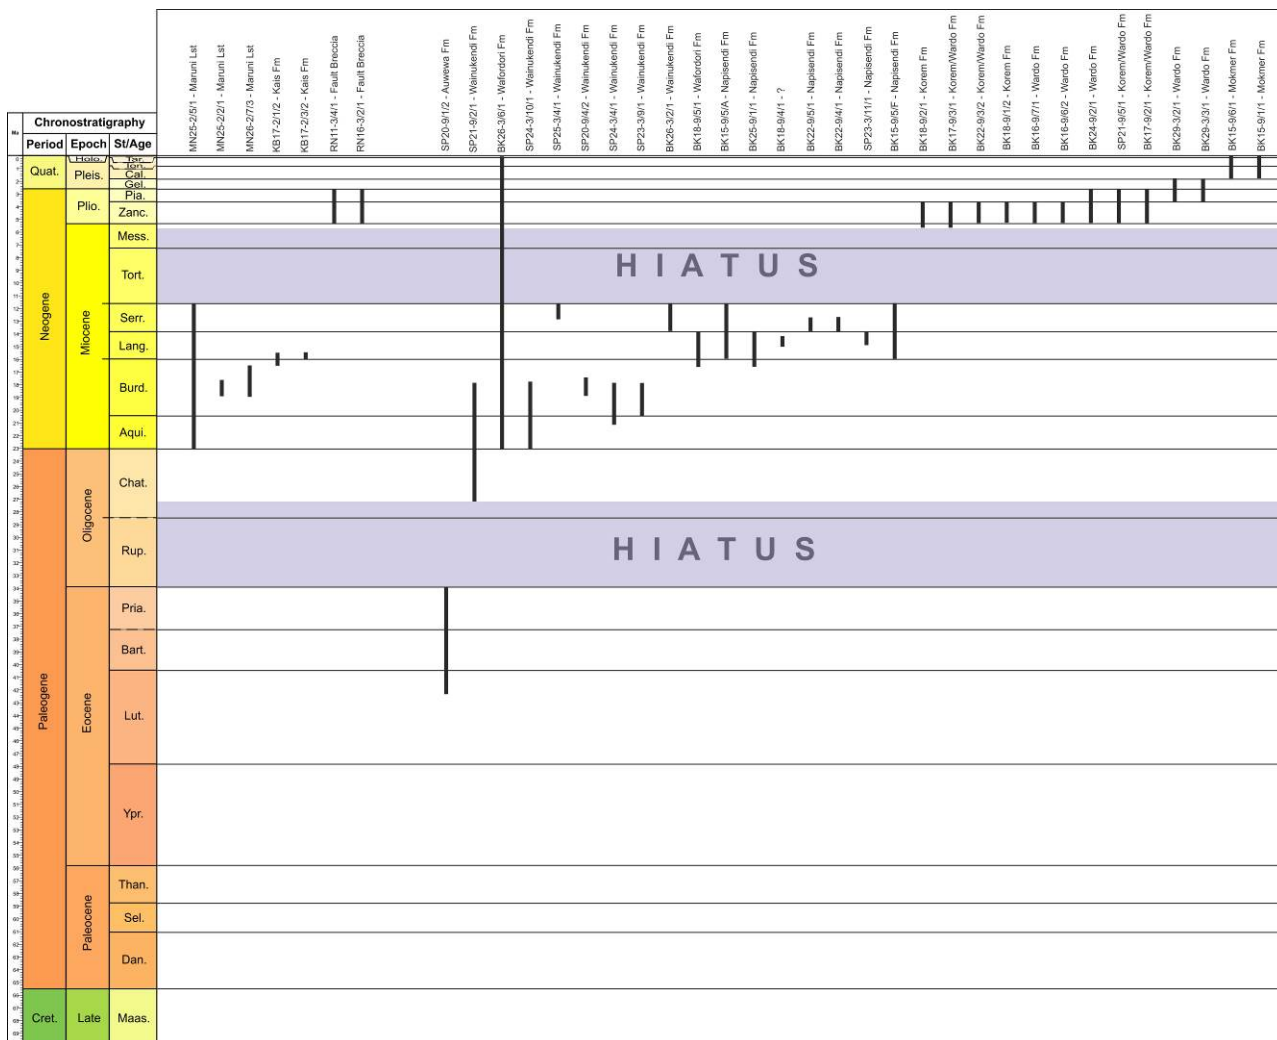 MN25-2/5/1 - Maruni Lst
MN25-2/2/1 - Maruni Lst
MN26-2/7/3 - Maruni Lst
KB17-2/1/2 - Kais Fm
KB17-2/3/2 - Kais Fm
RN11-3/4/1 - Fault Breccia
RN16-3/2/1 - Fault Breccia
SP20-9/1/2 - Auwewa Fm
SP21-9/2/1 - Wainukendi Fm
BK26-3/6/1 - Wafordori Fm
SP24-3/10/1 - Wainukendi Fm
SP25-3/4/1 - Wainukendi Fm
SP20-9/4/2 - Wainukendi Fm
SP24-3/4/1 - Wainukendi Fm
SP23-3/9/1 - Wainukendi Fm
BK26-3/2/1 - Wainukendi Fm
BK18-9/5/1 - Wafordori Fm
BK15-9/5/A - Napisendi Fm
BK25-9/1/1 - Napisendi Fm
BK18-9/4/1 - ?
BK22-9/5/1 - Napisendi Fm
BK22-9/4/1 - Napisendi Fm
SP23-3/11/1 - Napisendi Fm
BK15-9/5/F - Napisendi Fm
BK18-9/2/1 - Korem Fm
BK17-9/3/1 - Korem/Wardo Fm
BK22-9/3/2 - Korem/Wardo Fm
BK18-9/1/2 - Korem Fm
BK16-9/7/1 - Wardo Fm
BK16-9/6/2 - Wardo Fm
BK24-9/2/1 - Wardo Fm
SP21-9/5/1 - Korem/Wardo Fm
BK17-9/2/1 - Korem/Wardo Fm
BK29-3/2/1 - Wardo Fm
BK29-3/3/1 - Wardo Fm
BK15-9/6/1 - Mokmer Fm
BK15-9/1/1 - Mokmer Fm
Chronostratigraphy
Ma
Period Epoch St/Age
Quat.
Neogene
Paleogene
Cret.
Holo.
Pleis.
Plio.
Miocene
Oligocene
Eocene
Paleocene
Late
Tar.
Ion.
Cal.
Gel.
Pia.
Zanc.
Mess.
Tort.
Serr.
Lang.
Burd.
Aqui.
Chat.
Rup.
Pria.
Bart.
Lut.
Ypr.
Than.
Sel.
Dan.
Maas.
HIATUS
HIATUS